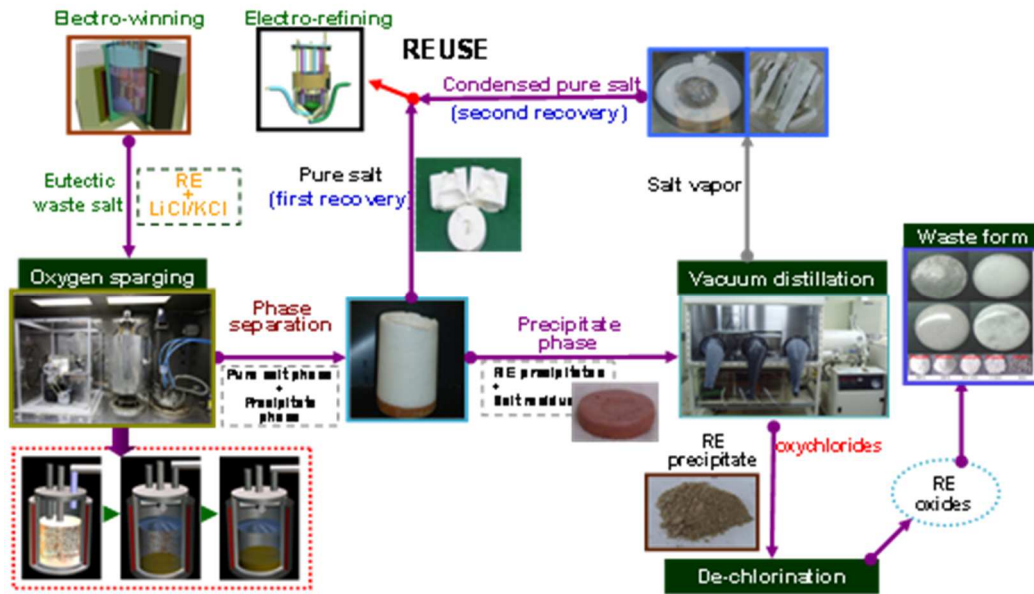 Electro-winning
Electro-refining
REUSE
Condensed pure salt
(second recovery)
Eutectic
waste salt
RE
+
LiCl/KCl
Pure salt
(first recovery)
Salt vapor
Waste form
Oxygen sparging
Vacuum distillation
Phase
separation
Pure salt phase
+
Precipitate
phase
Precipitate
phase
RE precipitates
+
Salt residue
RE
precipitate
oxychlorides
RE
oxides
De-chlorination